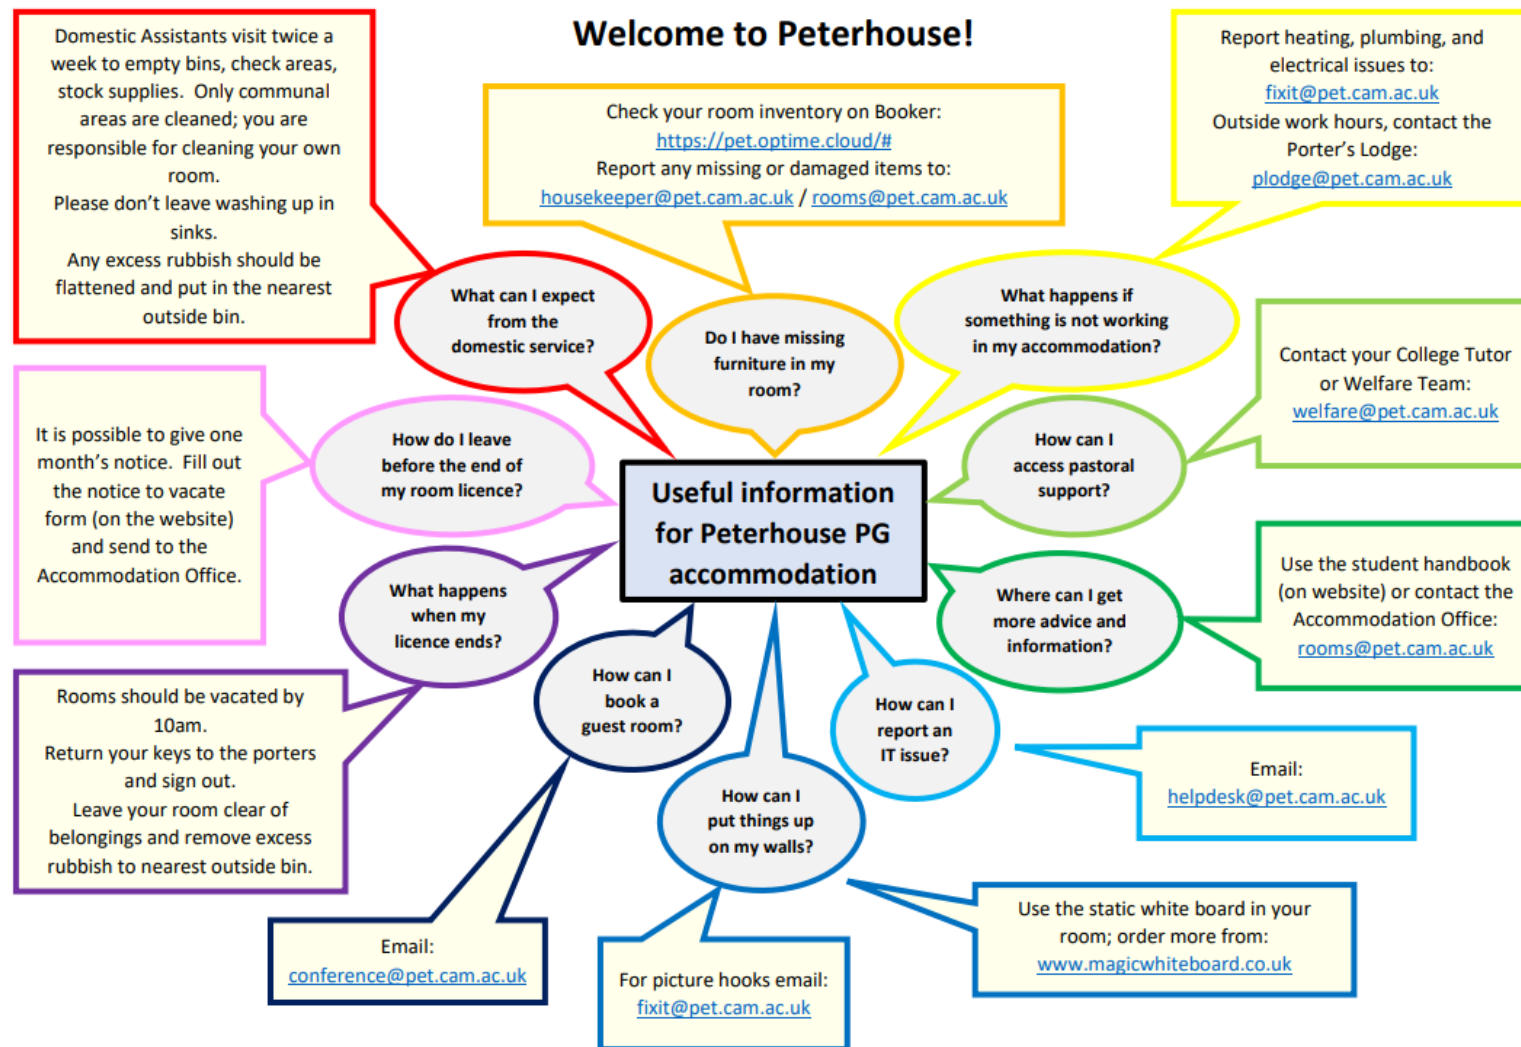 Welcome to Peterhouse!
Domestic Assistants visit twice a
week to empty bins, check areas,
stock supplies.  Only communal
areas are cleaned; you are
responsible for cleaning your own
room.
Please don’t leave washing up in
sinks.
Any excess rubbish should be
flattened and put in the nearest
outside bin.
What can I expect
from the
domestic service?
Check your room inventory on Booker:
https://pet.optime.cloud/#
Report any missing or damaged items to:
housekeeper@pet.cam.ac.uk / rooms@pet.cam.ac.uk
Do I have missing
furniture in my
room?
Report heating, plumbing, and
electrical issues to:
fixit@pet.cam.ac.uk
Outside work hours, contact the
Porter’s Lodge:
plodge@pet.cam.ac.uk
What happens if
something is not working
in my accommodation?
Contact your College Tutor
or Welfare Team:
welfare@pet.cam.ac.uk
How can I
access pastoral
support?
It is possible to give one
month’s notice.  Fill out
the notice to vacate
form (on the website)
and send to the
Accommodation Office.
How do I leave
before the end of
my room licence?
Useful information
for Peterhouse PG
accommodation
What happens
when my
licence ends?
Rooms should be vacated by
10am.
Return your keys to the porters
and sign out.
Leave your room clear of
belongings and remove excess
rubbish to nearest outside bin.
Where can I get
more advice and
information?
Use the student handbook
(on website) or contact the
Accommodation Office:
rooms@pet.cam.ac.uk
How can I
book a
guest room?
Email:
conference@pet.cam.ac.uk
How can I
put things up
on my walls?
For picture hooks email:
fixit@pet.cam.ac.uk
Use the static white board in your
room; order more from:
www.magicwhiteboard.co.uk
How can I
report an
IT issue?
Email:
helpdesk@pet.cam.ac.uk